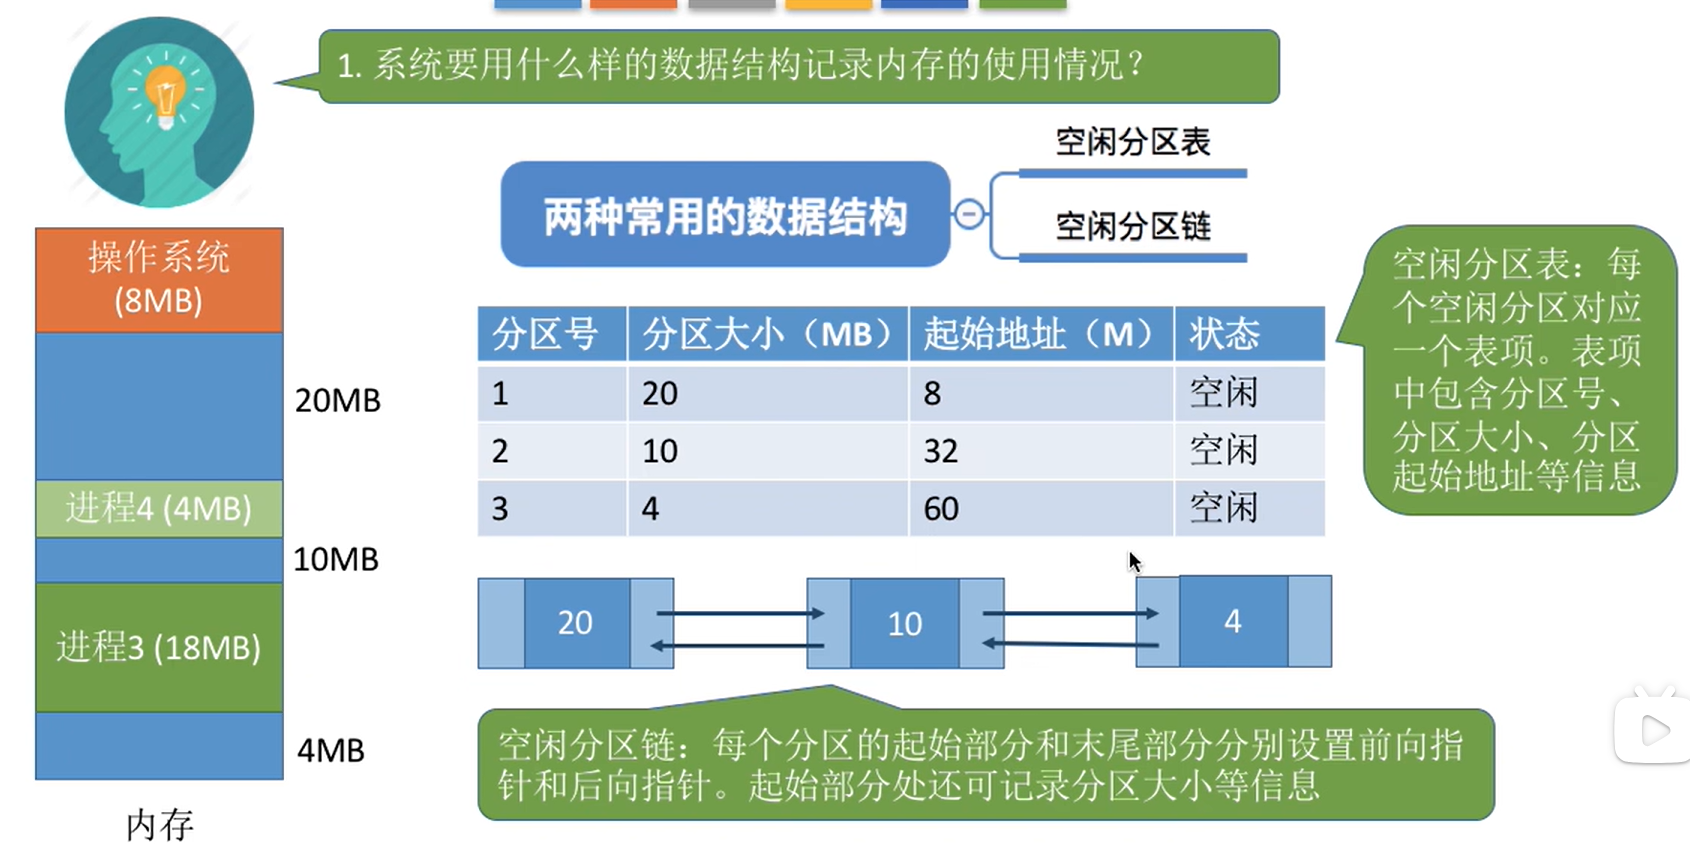 1. 系统要用什么样的数据结构记录内存的使用情况？
两种常用的数据结构
空闲分区表
空闲分区链
操作系统
(8MB)
20MB
进程4 (4MB)
10MB
进程3 (18MB)
4MB
内存
分区号 分区大小（MB） 起始地址（M） 状态
1 20 8 空闲
2 10 32 空闲
3 4 60 空闲
空闲分区表：每
个空闲分区对应
一个表项。表项
中包含分区号、
分区大小、分区
起始地址等信息
20 10 4
空闲分区链：每个分区的起始部分和末尾部分分别设置前向指
针和后向指针。起始部分处还可记录分区大小等信息